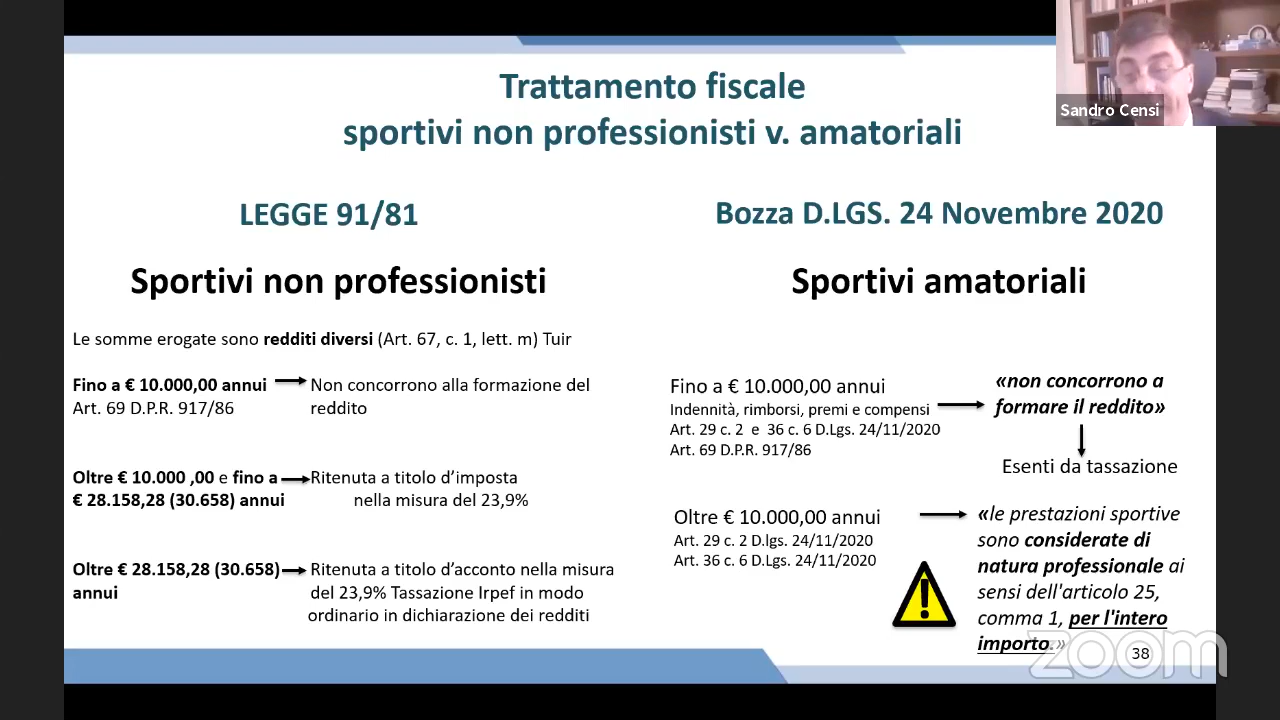 Sandro Censi
Trattamento fiscale
sportivi non professionisti v. amatoriali
LEGGE 91/81
Sportivi non professionisti
Le somme erogate sono redditi diversi (Art. 67, c. 1, lett. m) Tuir
Fino a € 10.000,00 annui
Art. 69 D.P.R. 917/86
Non concorrono alla formazione del
reddito
Oltre € 10.000 ,00 e fino a
€ 28.158,28 (30.658) annui
Ritenuta a titolo d’imposta
nella misura del 23,9%
Oltre € 28.158,28 (30.658)
annui
Ritenuta a titolo d’acconto nella misura
del 23,9% Tassazione Irpef in modo
ordinario in dichiarazione dei redditi
Bozza D.LGS. 24 Novembre 2020
Sportivi amatoriali
Fino a € 10.000,00 annui
Indennità, rimborsi, premi e compensi
Art. 29 c. 2 e 36 c. 6 D.Lgs. 24/11/2020
Art. 69 D.P.R. 917/86
«non concorrono a
formare il reddito»
Esenti da tassazione
Oltre € 10.000,00 annui
Art. 29 c. 2 D.lgs. 24/11/2020
Art. 36 c. 6 D.Lgs. 24/11/2020
«le prestazioni sportive
sono considerate di
natura professionale ai
sensi dell'articolo 25,
comma 1, per l'intero
importo.»
38
zoom